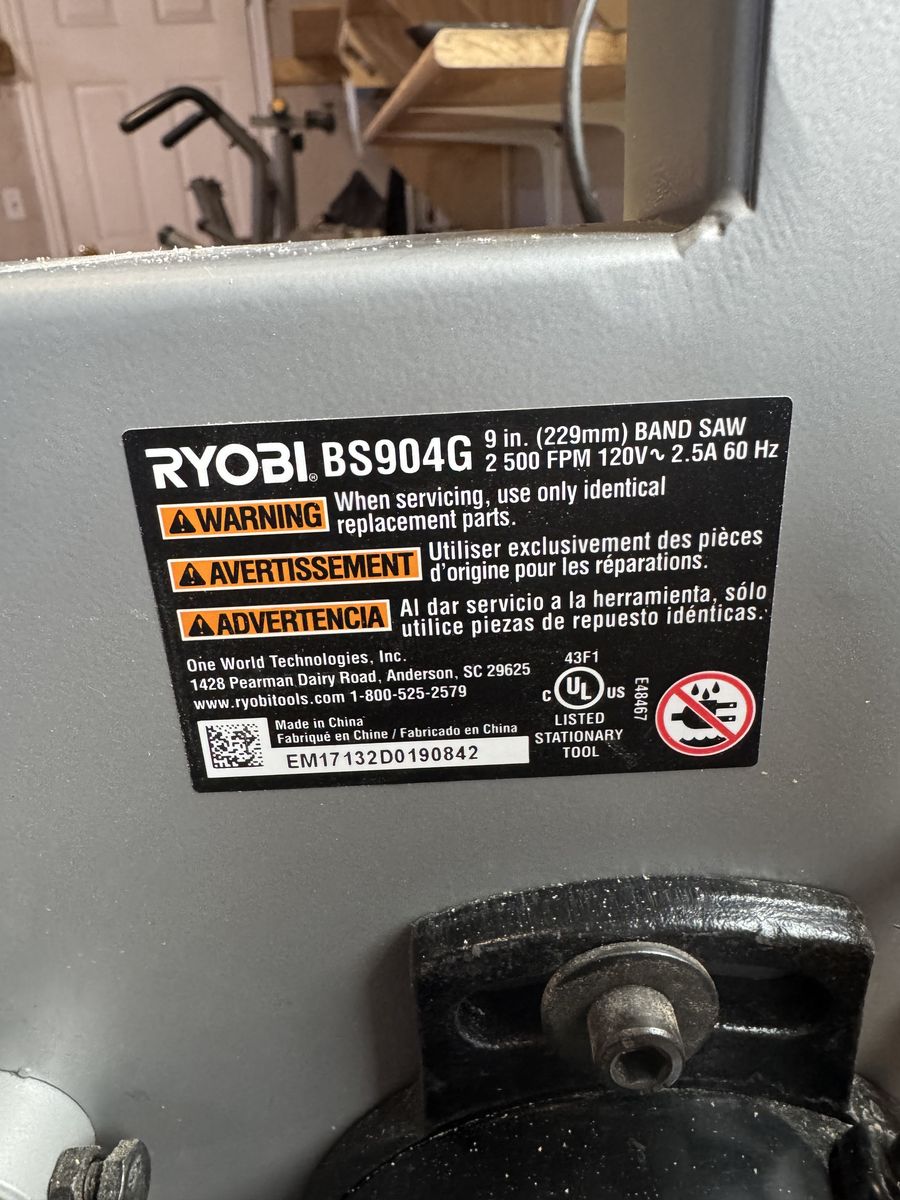 RYOBI® BS904G 9 in. (229mm) BAND SAW
2 500 FPM 120V~ 2.5A 60 Hz
WARNING When servicing, use only identical
replacement parts.
AVERTISSEMENT Utiliser exclusivement des pièces
d'origine pour les réparations.
ADVERTENCIA Al dar servicio a la herramienta, sólo
utilice piezas de repuesto idénticas.
One World Technologies, Inc.
1428 Pearman Dairy Road, Anderson, SC 29625
www.ryobitools.com 1-800-525-2579
Made in China
Fabriqué en Chine / Fabricado en China
EM17132D0190842
43F1
C UL US
LISTED
STATIONARY
TOOL
E48467